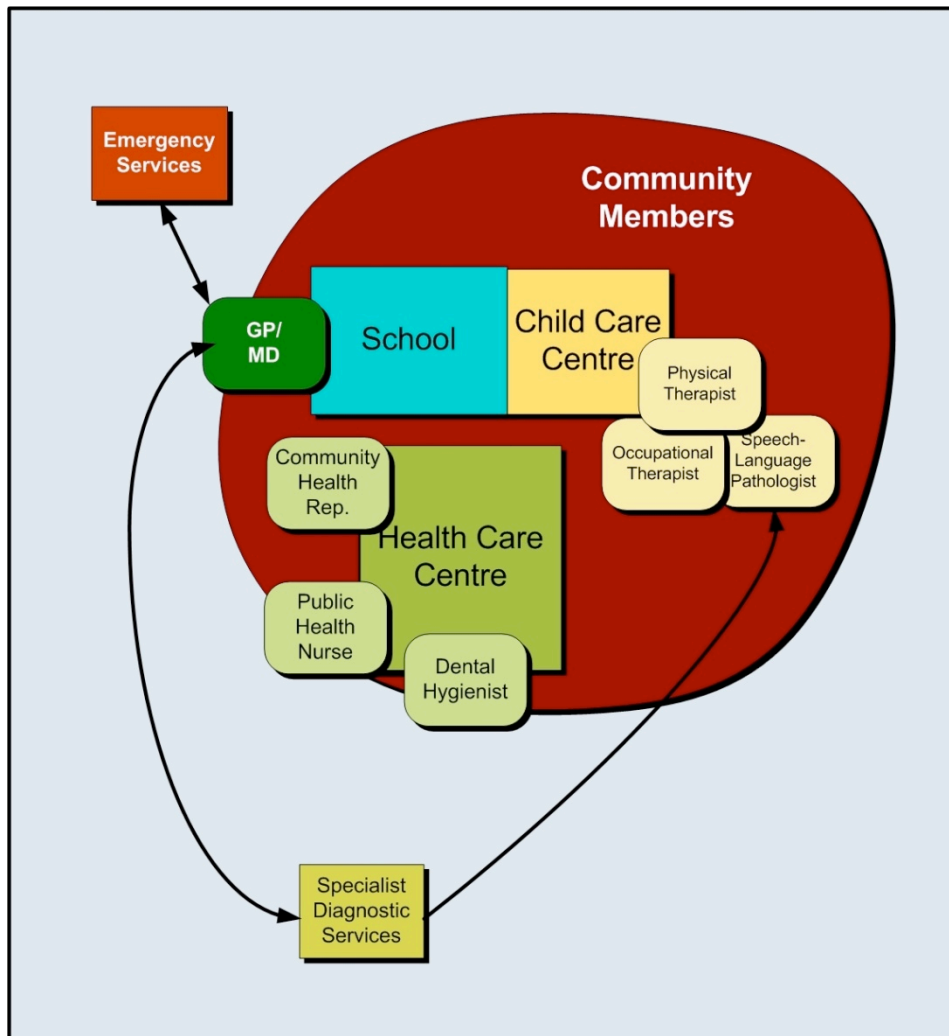 Emergency
Services
Community
Members
GP/
MD
School
Child Care
Centre
Physical
Therapist
Occupational
Therapist
Speech-
Language
Pathologist
Community
Health
Rep.
Health Care
Centre
Public
Health
Nurse
Dental
Hygienist
Specialist
Diagnostic
Services